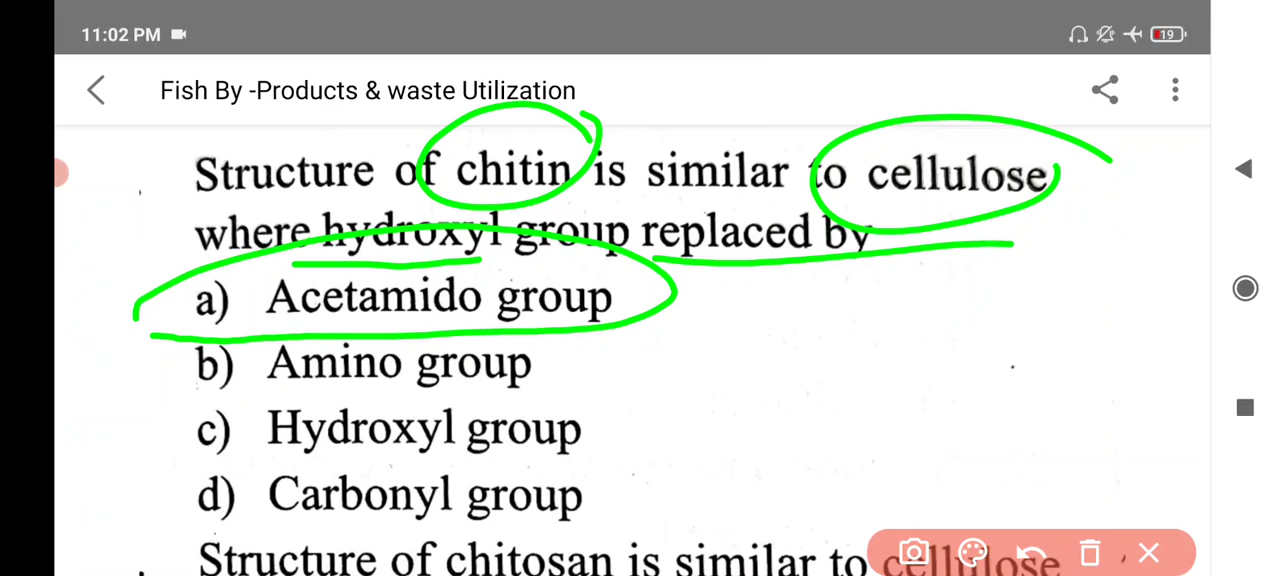 11:02 PM
19
Fish By -Products & waste Utilization
Structure of chitin is similar to cellulose
where hydroxyl group replaced by
a) Acetamido group
b) Amino group
c) Hydroxyl group
d) Carbonyl group
Structure of chitosan is similar to cellulose